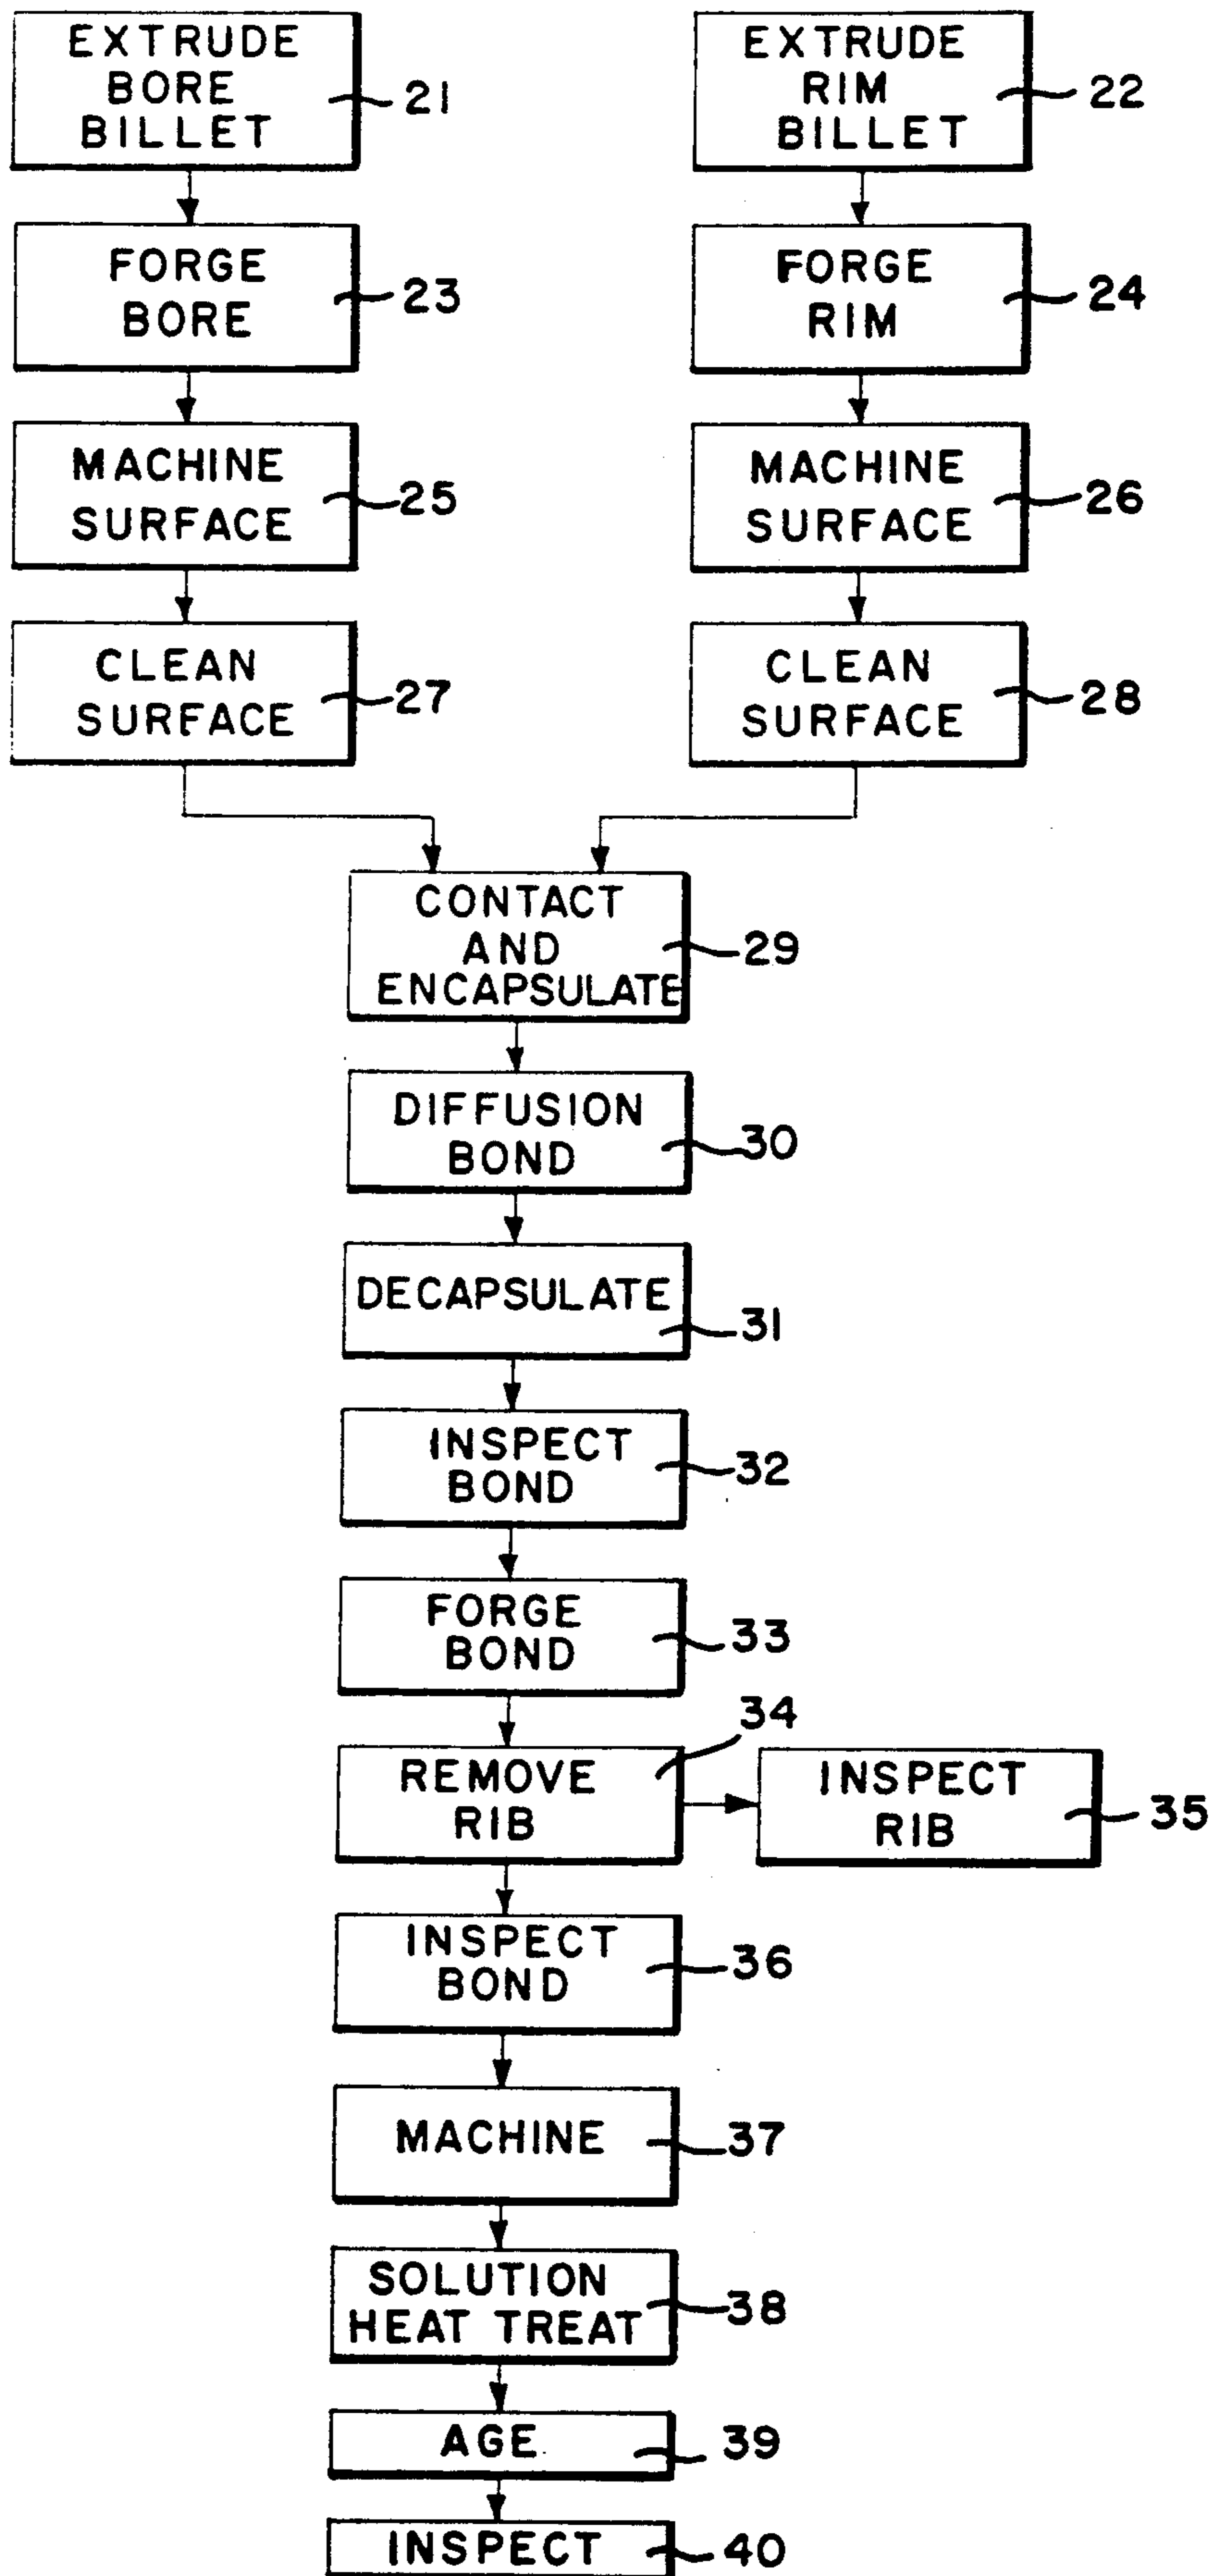 EXTRUDE
BORE
BILLET
21
EXTRUDE
RIM
BILLET
22
FORGE
BORE
23
FORGE
RIM
24
MACHINE
SURFACE
25
MACHINE
SURFACE
26
CLEAN
SURFACE
27
CLEAN
SURFACE
28
CONTACT
AND
ENCAPSULATE
29
DIFFUSION
BOND
30
DECAPSULATE
31
INSPECT
BOND
32
FORGE
BOND
33
REMOVE
RIB
34
INSPECT
RIB
35
INSPECT
BOND
36
MACHINE
37
SOLUTION
HEAT TREAT
38
AGE
39
INSPECT
40